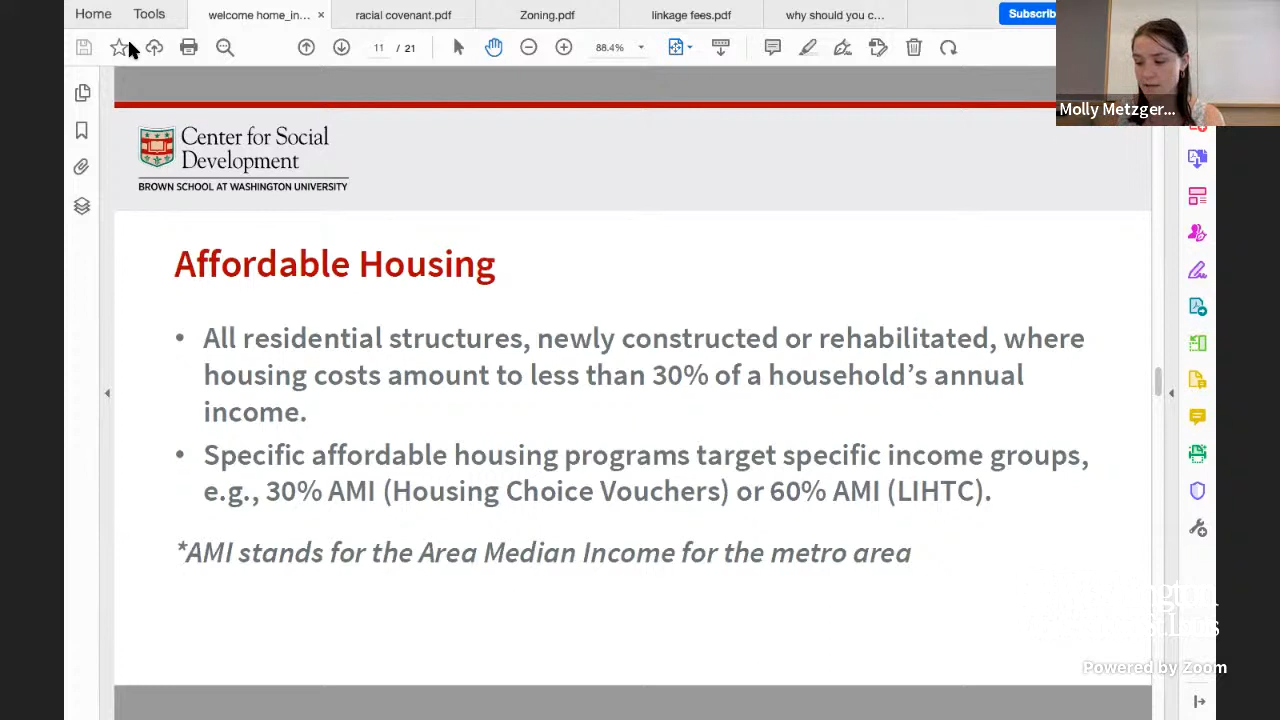 Home Tools welcome home_in... × racial covenant.pdf Zoning.pdf linkage fees.pdf why should you c... Subscrib
11 / 21 88.4%
Molly Metzger...
Center for Social
Development
BROWN SCHOOL AT WASHINGTON UNIVERSITY
Affordable Housing
• All residential structures, newly constructed or rehabilitated, where
housing costs amount to less than 30% of a household’s annual
income.
• Specific affordable housing programs target specific income groups,
e.g., 30% AMI (Housing Choice Vouchers) or 60% AMI (LIHTC).
*AMI stands for the Area Median Income for the metro area
Powered by Zoom